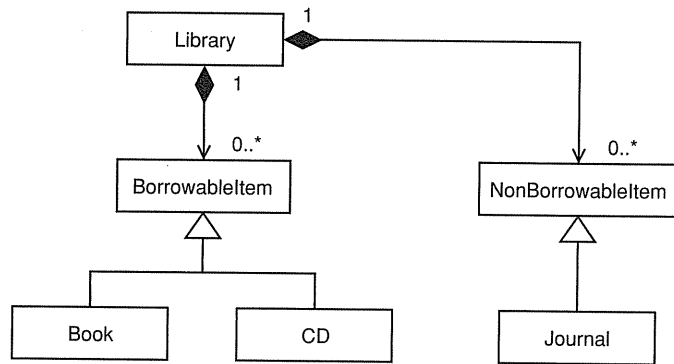 Library
1
1
0..*
0..*
BorrowableItem
NonBorrowableItem
Book
CD
Journal